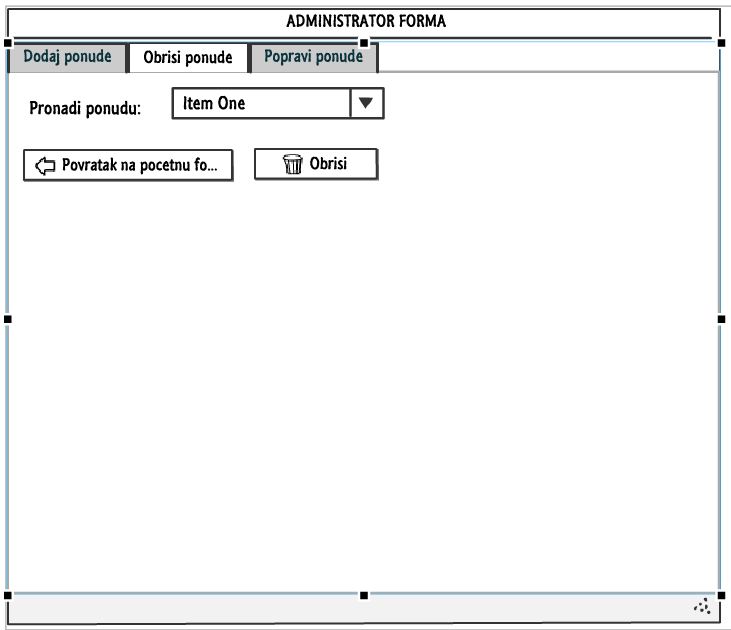 ADMINISTRATOR FORMA
Dodaj ponude Obrisi ponude Popravi ponude
Pronadi ponudu: Item One
Povratak na pocetnu fo... Obrisi